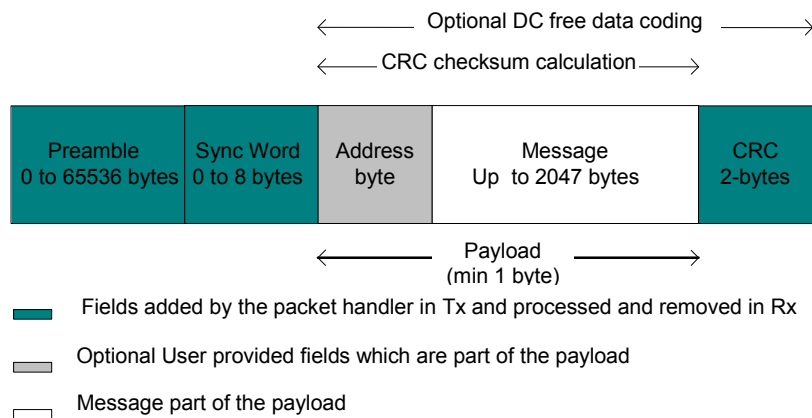 Optional DC free data coding
CRC checksum calculation
Preamble
0 to 65536 bytes
Sync Word
0 to 8 bytes
Address
byte
Message
Up to 2047 bytes
CRC
2-bytes
Payload
(min 1 byte)
Fields added by the packet handler in Tx and processed and removed in Rx
Optional User provided fields which are part of the payload
Message part of the payload